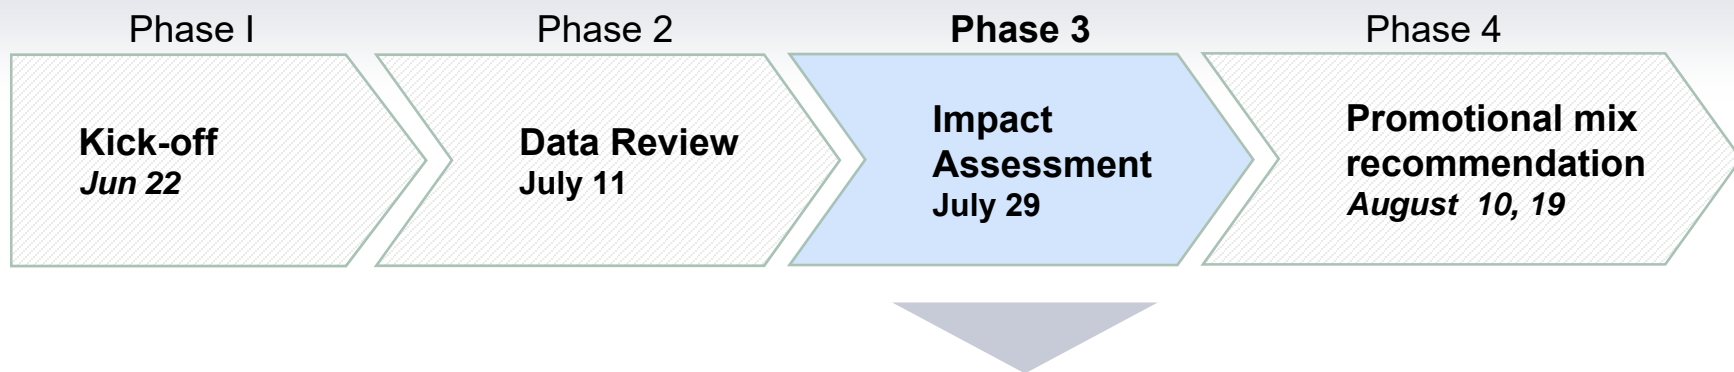 Phase I
Phase 2
Phase 3
Phase 4
Kick-off
Jun 22
Data Review
July 11
Impact
Assessment
July 29
Promotional mix
recommendation
August 10, 19